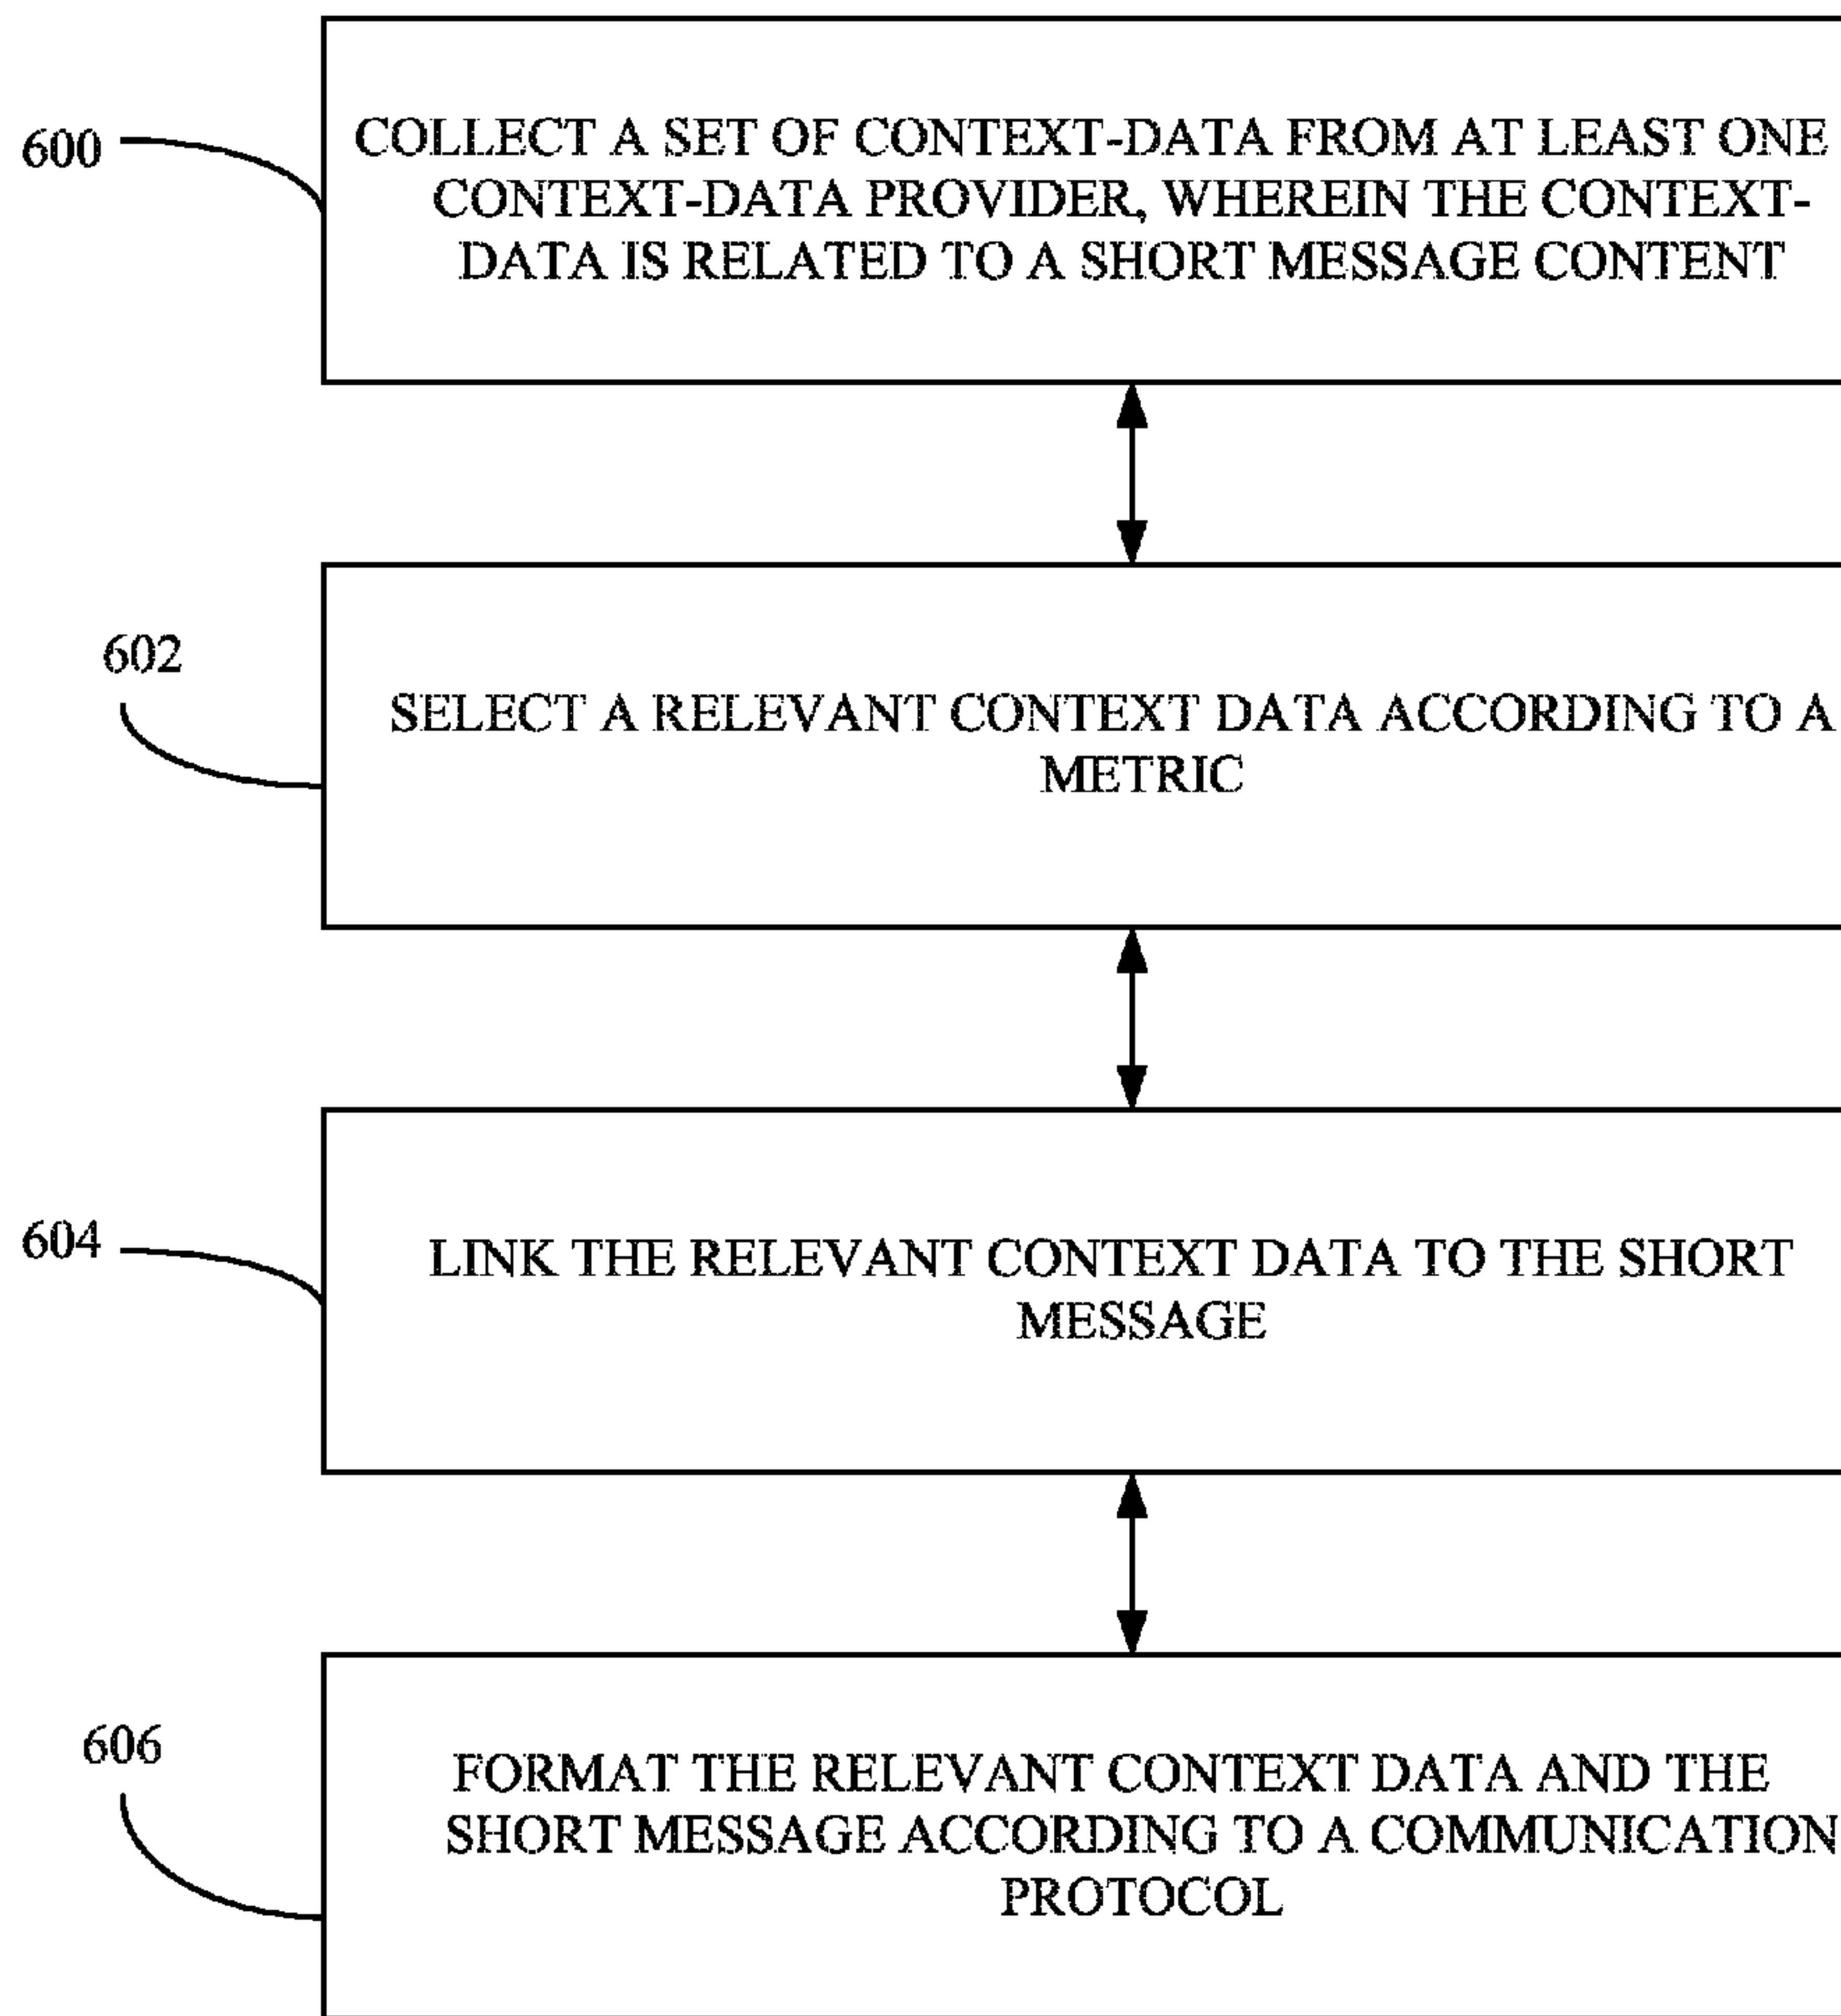 600
COLLECT A SET OF CONTEXT-DATA FROM AT LEAST ONE
CONTEXT-DATA PROVIDER, WHEREIN THE CONTEXT-
DATA IS RELATED TO A SHORT MESSAGE CONTENT
602
SELECT A RELEVANT CONTEXT DATA ACCORDING TO A
METRIC
604
LINK THE RELEVANT CONTEXT DATA TO THE SHORT
MESSAGE
606
FORMAT THE RELEVANT CONTEXT DATA AND THE
SHORT MESSAGE ACCORDING TO A COMMUNICATION
PROTOCOL